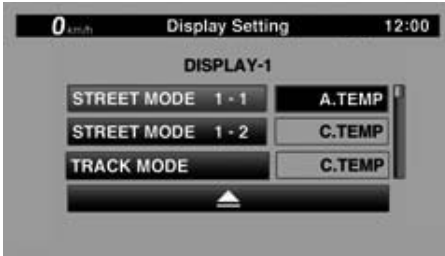 0 km/h Display Setting 12:00
DISPLAY-1
STREET MODE 1 - 1 A.TEMP
STREET MODE 1 - 2 C.TEMP
TRACK MODE C.TEMP